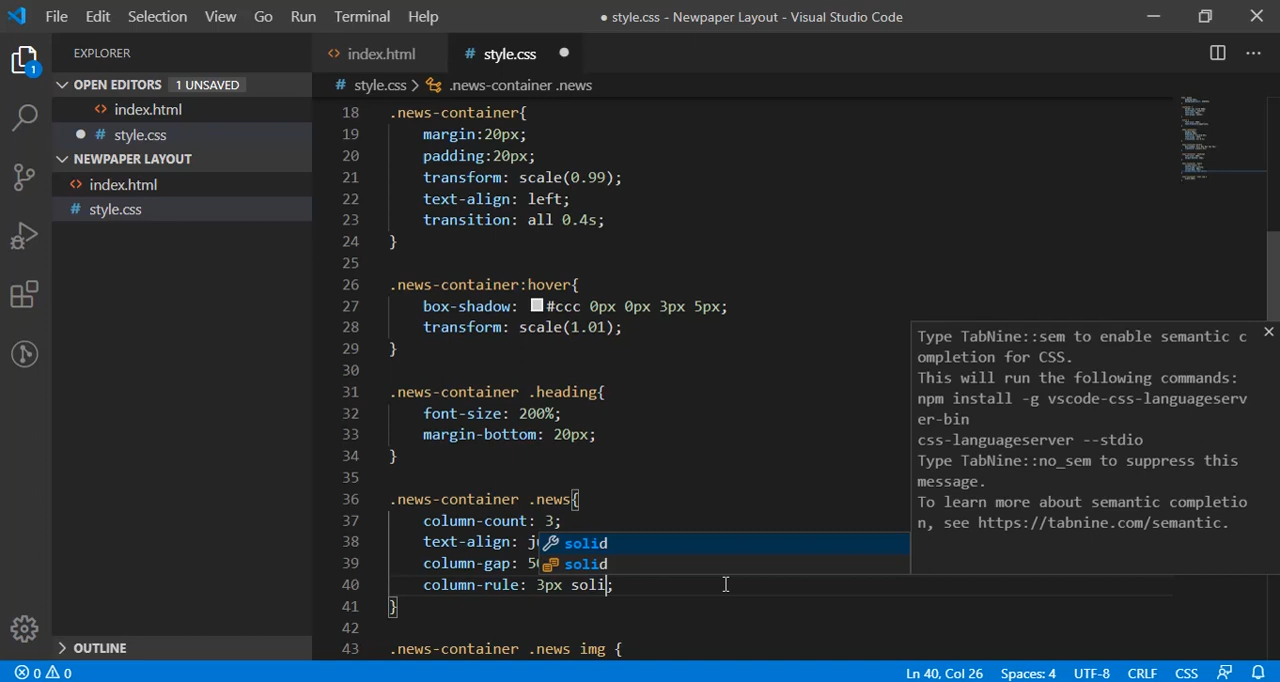 File Edit Selection View Go Run Terminal Help ● style.css - Newpaper Layout - Visual Studio Code
EXPLORER
1
OPEN EDITORS 1 UNSAVED
<> index.html
● # style.css
NEWPAPER LAYOUT
<> index.html
# style.css
OUTLINE
<> index.html # style.css ●
# style.css > .news-container .news
18 .news-container{
19 margin:20px;
20 padding:20px;
21 transform: scale(0.99);
22 text-align: left;
23 transition: all 0.4s;
24 }
25
26 .news-container:hover{
27 box-shadow: #ccc 0px 0px 3px 5px;
28 transform: scale(1.01);
29 }
30
31 .news-container .heading{
32 font-size: 200%;
33 margin-bottom: 20px;
34 }
35
36 .news-container .news{
37 column-count: 3;
38 text-align: ju
39 column-gap: 50
40 column-rule: 3px soli;
41 }
42
43 .news-container .news img {
solid
solid
Type TabNine::sem to enable semantic c
ompletion for CSS.
This will run the following commands:
npm install -g vscode-css-languageserv
er-bin
css-languageserver --stdio
Type TabNine::no_sem to suppress this
message.
To learn more about semantic completio
n, see https://tabnine.com/semantic.
0 0 Ln 40, Col 26 Spaces: 4 UTF-8 CRLF CSS